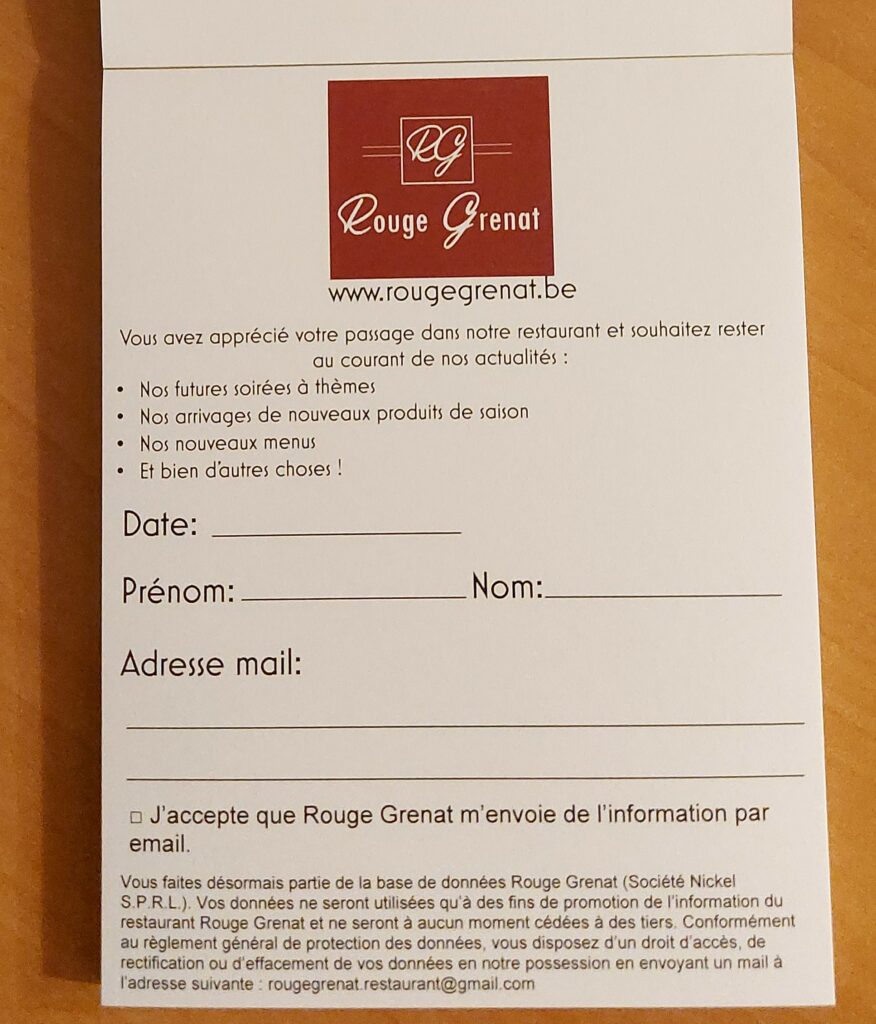 RG
Rouge Grenat
www.rougegrenat.be
Vous avez apprécié votre passage dans notre restaurant et souhaitez rester
au courant de nos actualités :
• Nos futures soirées à thèmes
• Nos arrivages de nouveaux produits de saison
• Nos nouveaux menus
• Et bien d'autres choses !
Date: ____________________
Prénom:____________________Nom:____________________
Adresse mail:
□ J'accepte que Rouge Grenat m'envoie de l'information par
email.
Vous faites désormais partie de la base de données Rouge Grenat (Société Nickel
S.P.R.L.). Vos données ne seront utilisées qu'à des fins de promotion de l'information du
restaurant Rouge Grenat et ne seront à aucun moment cédées à des tiers. Conformément
au règlement général de protection des données, vous disposez d'un droit d'accès, de
rectification ou d'effacement de vos données en notre possession en envoyant un mail à
l'adresse suivante : rougegrenat.restaurant@gmail.com